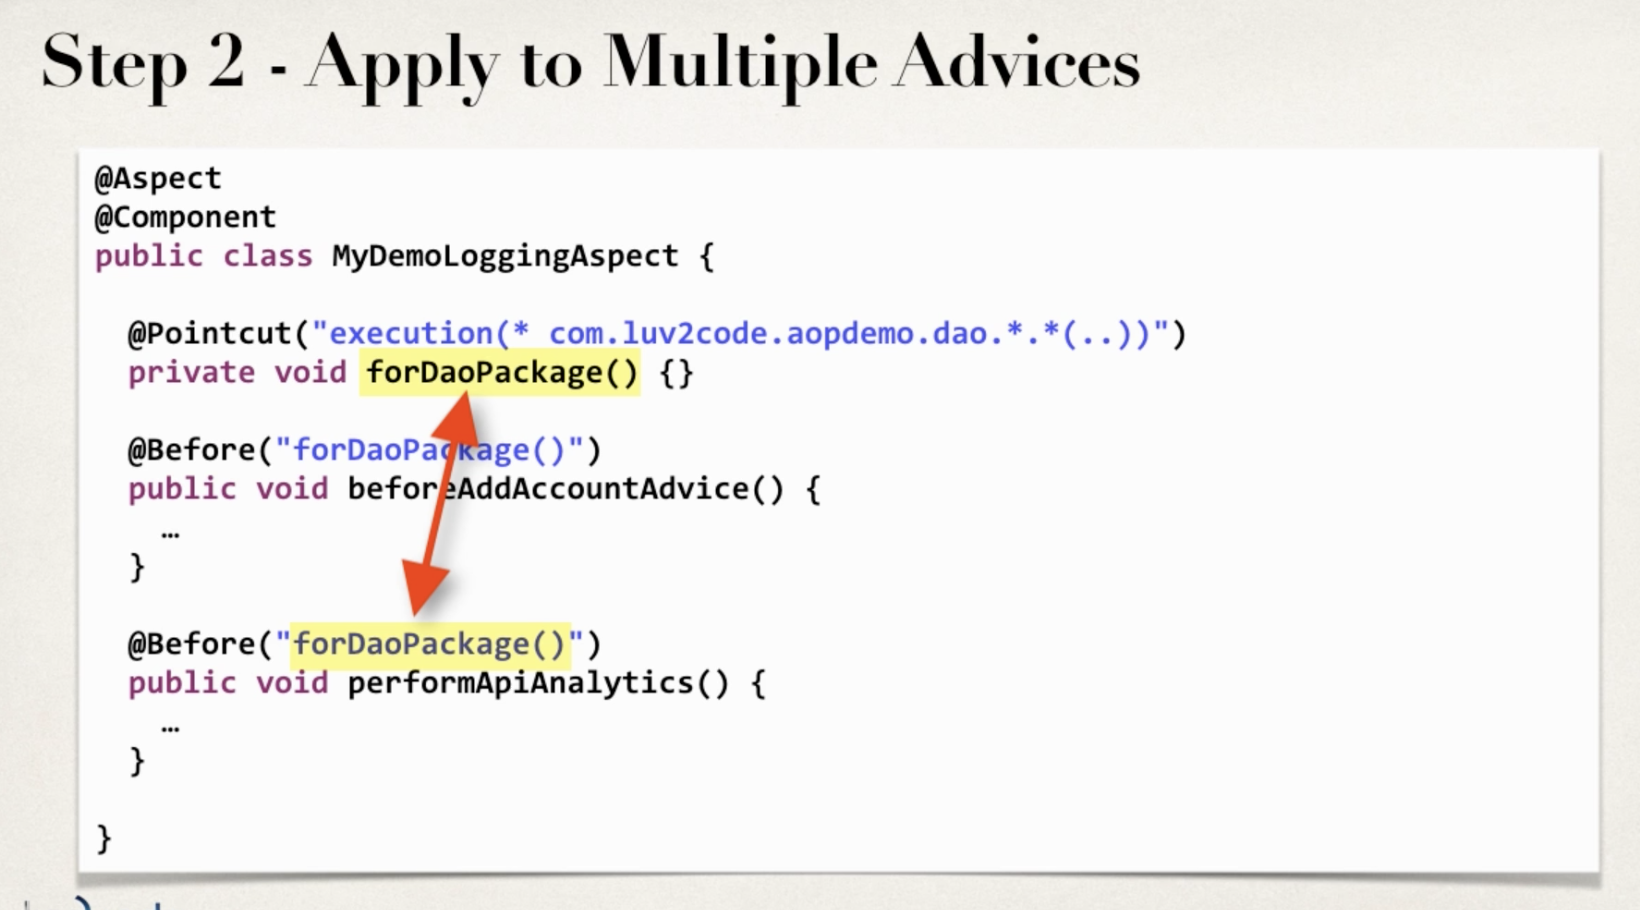 Step 2 - Apply to Multiple Advices
@Aspect
@Component
public class MyDemoLoggingAspect {
@Pointcut("execution(* com.luv2code.aopdemo.dao.*.*(..))")
private void forDaoPackage() {}
@Before("forDaoPackage()")
public void beforeAddAccountAdvice() {
…
}
@Before("forDaoPackage()")
public void performApiAnalytics() {
…
}
}